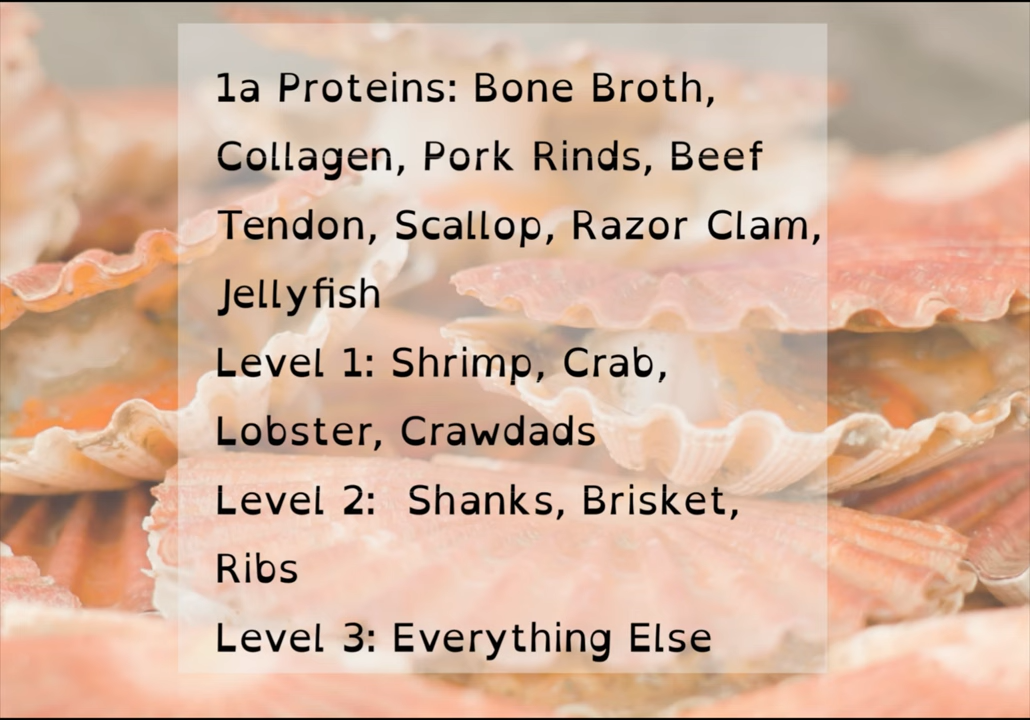 1a Proteins: Bone Broth,
Collagen, Pork Rinds, Beef
Tendon, Scallop, Razor Clam,
Jellyfish
Level 1: Shrimp, Crab,
Lobster, Crawdads
Level 2:  Shanks, Brisket,
Ribs
Level 3: Everything Else